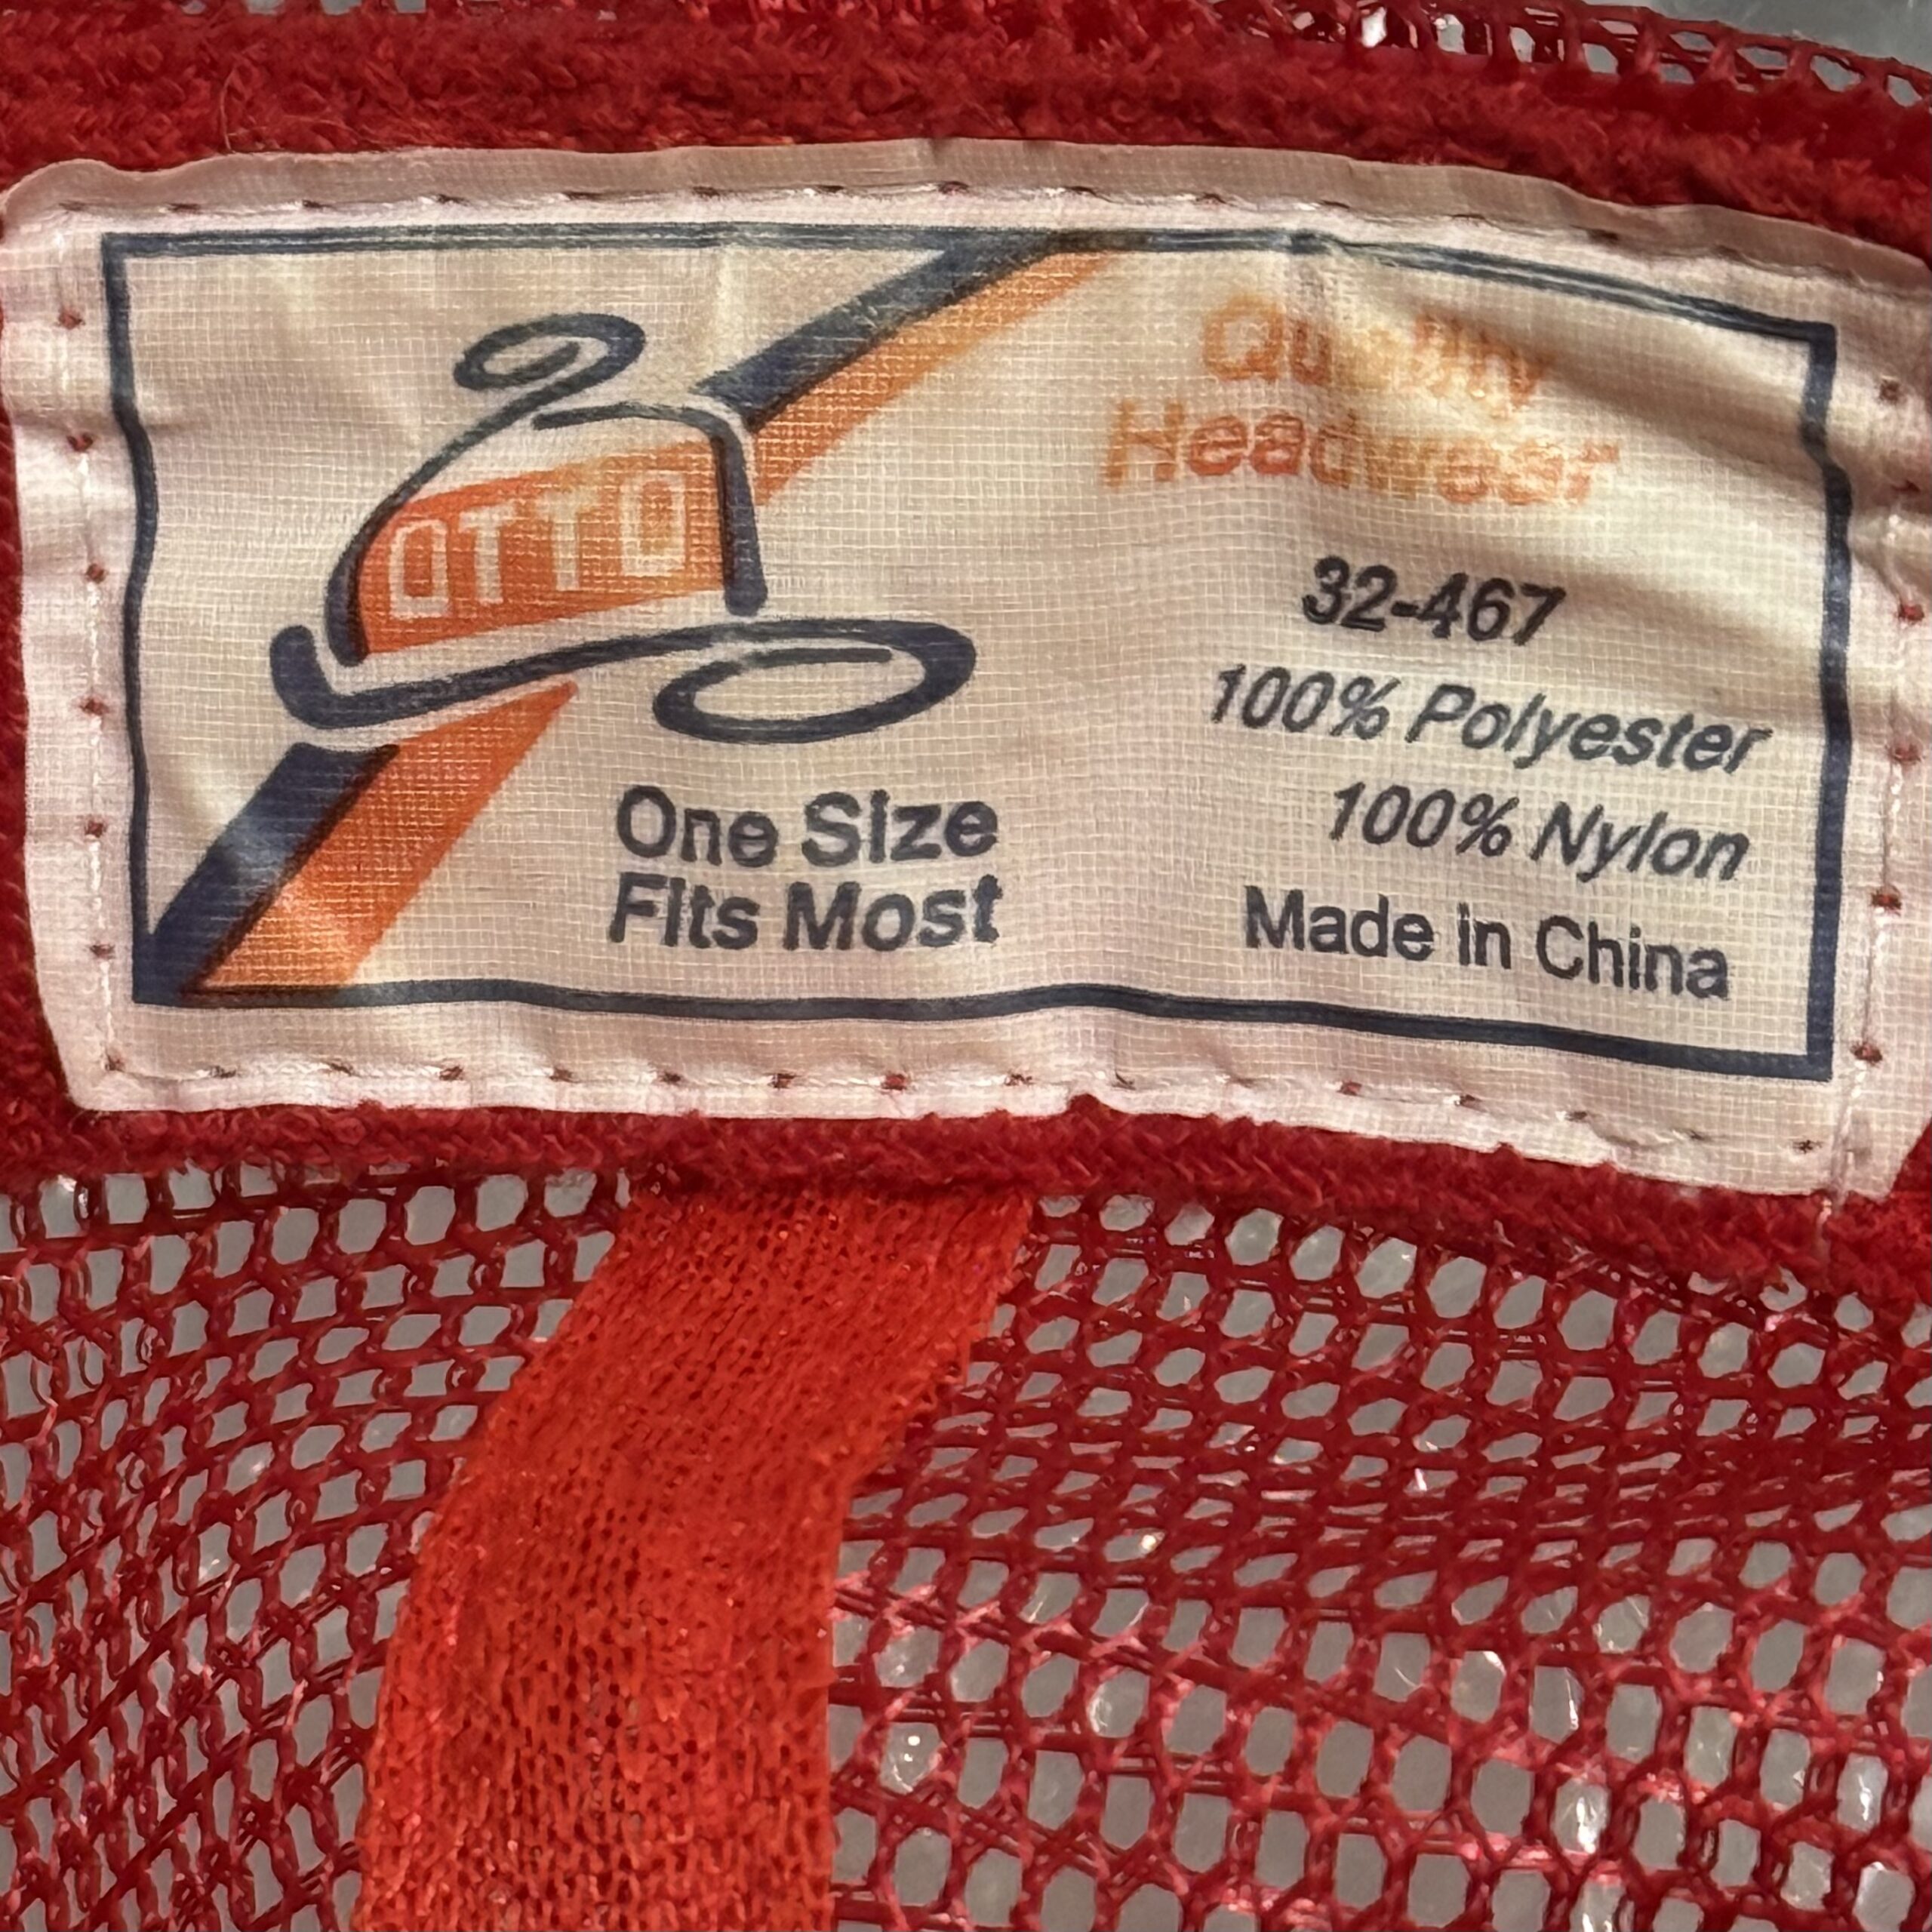 OTTO
Quality
Headwear
32-467
100% Polyester
100% Nylon
Made in China
One Size
Fits Most